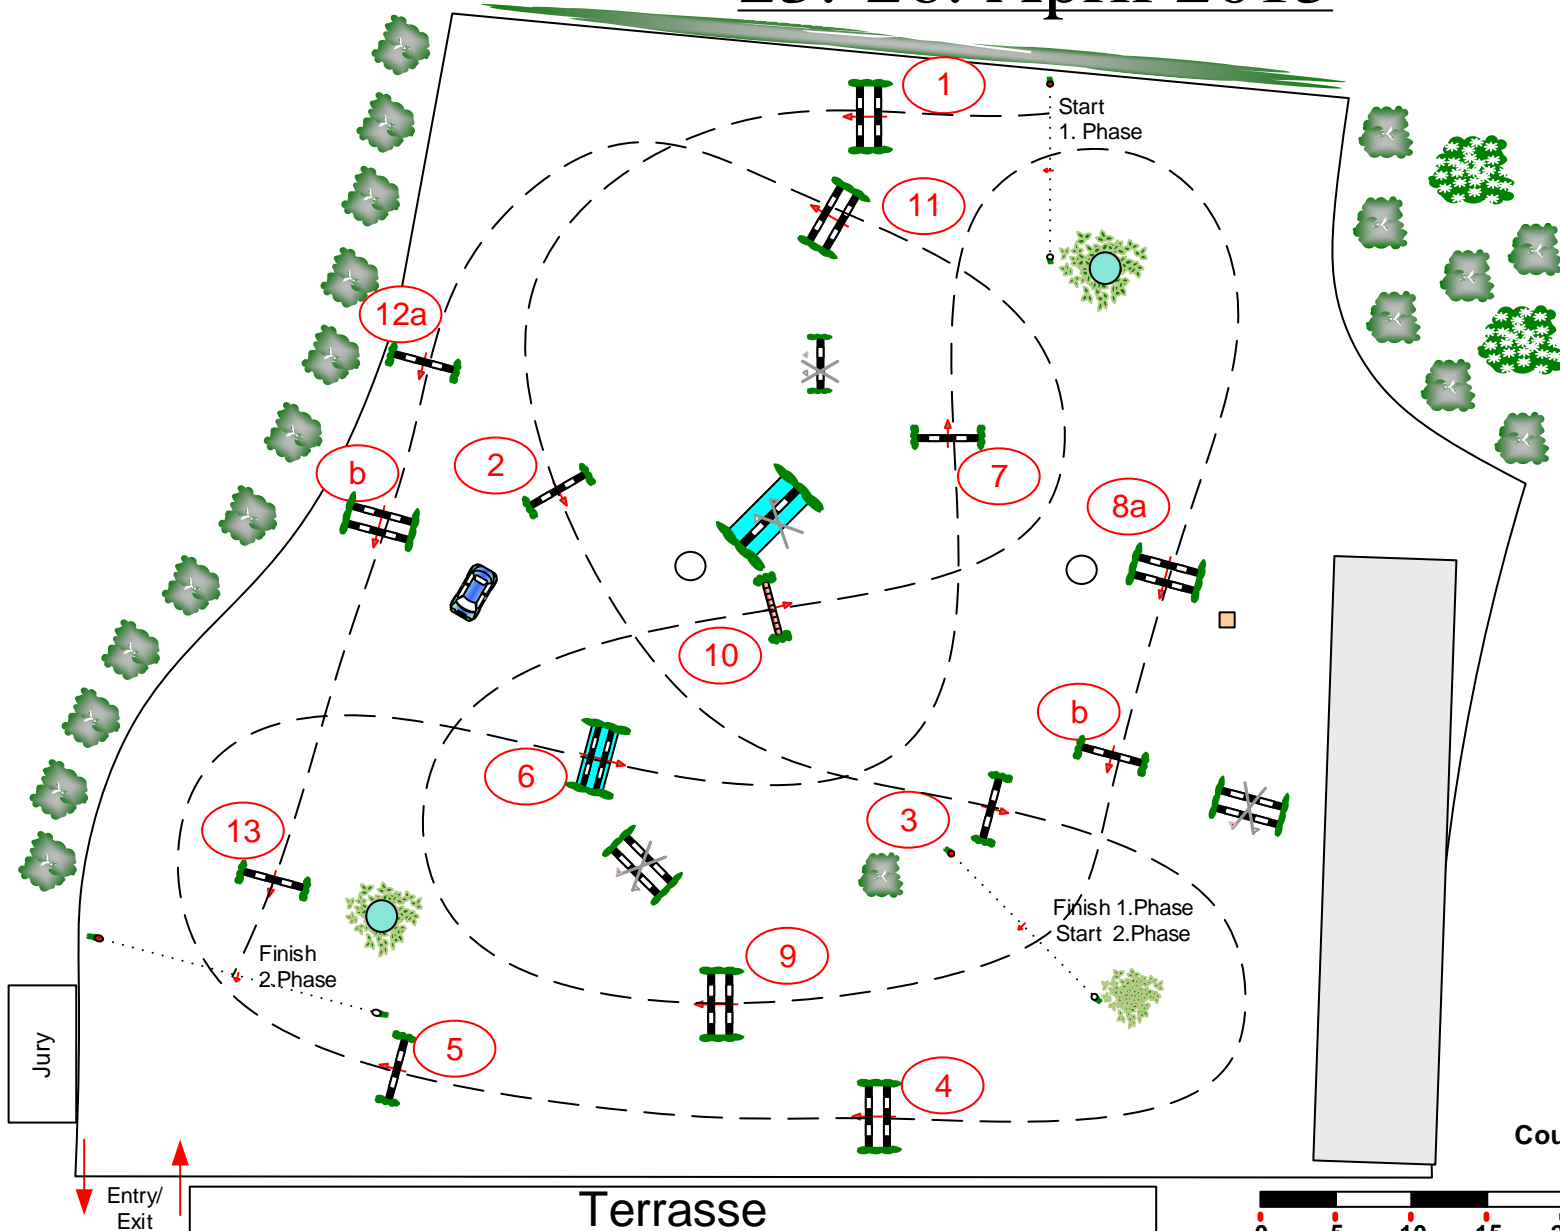 1
Start
1. Phase
11
12a
b
2
7
8a
10
b
6
3
13
Finish 1.Phase
Start 2.Phase
9
Finish
2.Phase
5
4
Jury
Entry/
Exit
Terrasse
0 5 10 15